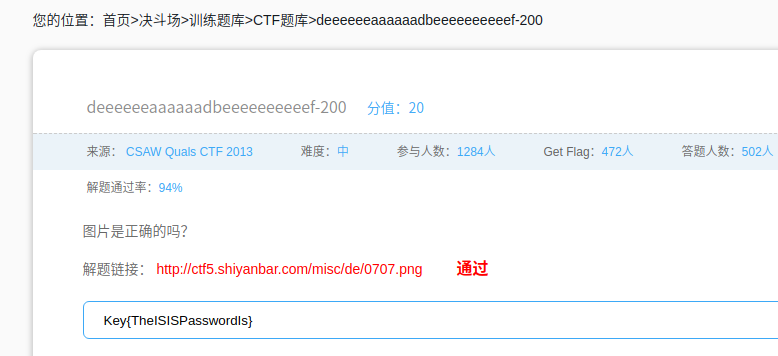 您的位置：首页>决斗场>训练题库>CTF题库>deeeeeeaaaaaadbeeeeeeeeeef-200
deeeeeeaaaaaadbeeeeeeeeeef-200 分值：20
来源： CSAW Quals CTF 2013 难度：中 参与人数：1284人 Get Flag：472人 答题人数：502人
解题通过率：94%
图片是正确的吗？
解题链接： http://ctf5.shiyanbar.com/misc/de/0707.png 通过
Key{TheISISPasswordIs}